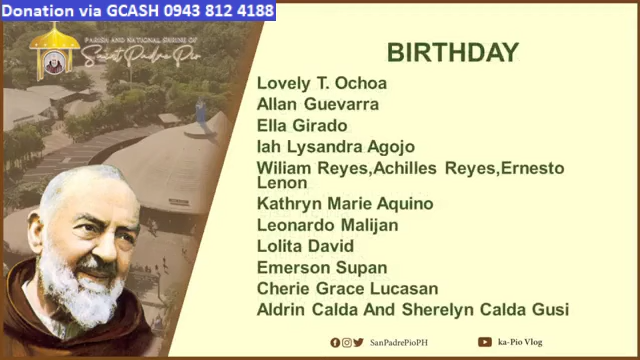 Donation via GCASH 0943 812 4188
PARISH AND NATIONAL SHRINE OF
Saint Padre Pio
BIRTHDAY
Lovely T. Ochoa
Allan Guevarra
Ella Girado
Iah Lysandra Agojo
Wiliam Reyes,Achilles Reyes,Ernesto
Lenon
Kathryn Marie Aquino
Leonardo Malijan
Lolita David
Emerson Supan
Cherie Grace Lucasan
Aldrin Calda And Sherelyn Calda Gusi
SanPadrePioPH
ka-Pio Vlog